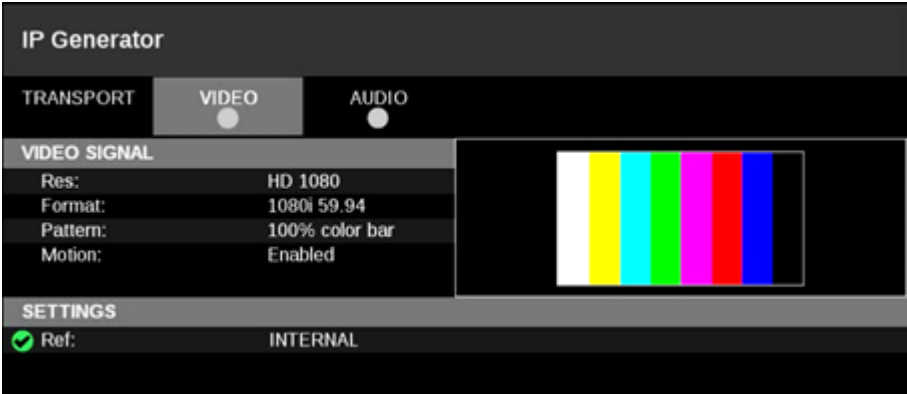 IP Generator
TRANSPORT VIDEO AUDIO
VIDEO SIGNAL
Res: HD 1080
Format: 1080i 59.94
Pattern: 100% color bar
Motion: Enabled
SETTINGS
Ref: INTERNAL